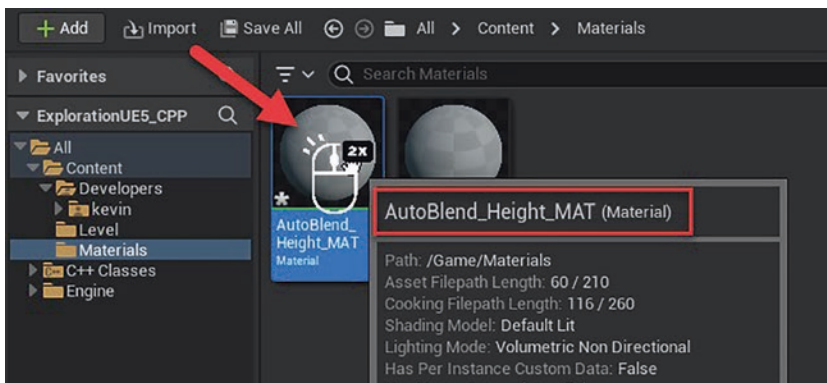 Add Import Save All All > Content > Materials
Favorites
Search Materials
ExplorationUE5_CPP
All
Content
Developers
kevin
Level
Materials
C++ Classes
Engine
2X
AutoBlend_
Height_MAT
Material
AutoBlend_Height_MAT (Material)
Path: /Game/Materials
Asset Filepath Length: 60 / 210
Cooking Filepath Length: 116 / 260
Shading Model: Default Lit
Lighting Mode: Volumetric Non Directional
Has Per Instance Custom Data: False